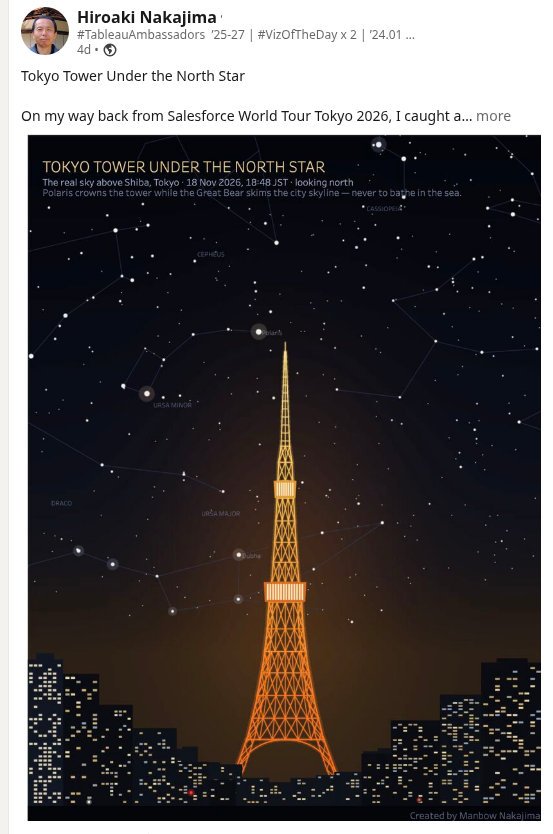 Hiroaki Nakajima
#TableauAmbassadors '25-27 | #VizOfTheDay x 2 | '24.01 ...
4d •
Tokyo Tower Under the North Star
On my way back from Salesforce World Tour Tokyo 2026, I caught a... more
TOKYO TOWER UNDER THE NORTH STAR
The real sky above Shiba, Tokyo · 18 Nov 2026, 18:48 JST · looking north
Polaris crowns the tower while the Great Bear skims the city skyline — never to bathe in the sea.
CASSIOPEIA
CEPHEUS
Polaris
URSA MINOR
DRACO
URSA MAJOR
Created by Manbow Nakajima